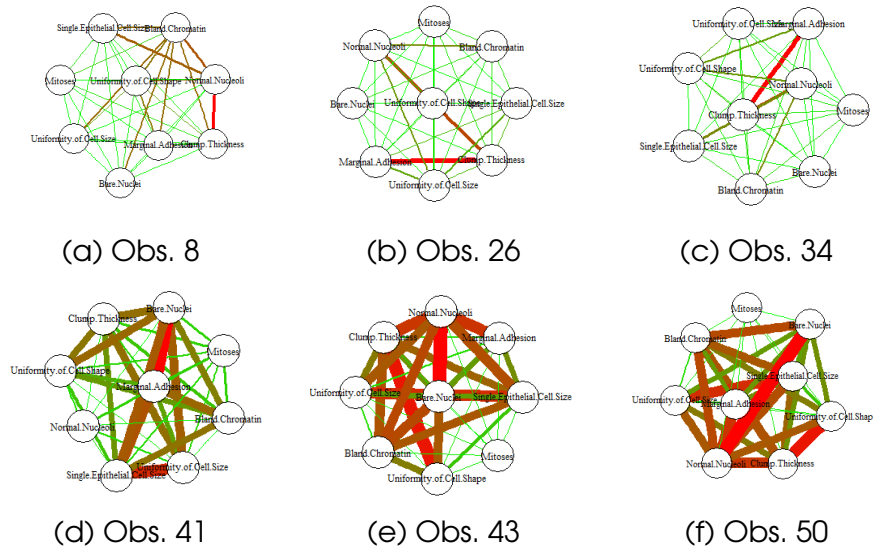 Single.Epithelial.Cell.Size
Bland.Chromatin
Mitoses
Uniformity.of.Cell.Shape
Normal.Nucleoli
Uniformity.of.Cell.Size
Marginal.Adhesion
Clump.Thickness
Bare.Nuclei
(a) Obs. 8
Mitoses
Normal.Nucleoli
Bland.Chromatin
Bare.Nuclei
Uniformity.of.Cell.Shape
Single.Epithelial.Cell.Size
Marginal.Adhesion
Clump.Thickness
Uniformity.of.Cell.Size
(b) Obs. 26
Uniformity.of.Cell.Size
Marginal.Adhesion
Uniformity.of.Cell.Shape
Normal.Nucleoli
Clump.Thickness
Mitoses
Single.Epithelial.Cell.Size
Bare.Nuclei
Bland.Chromatin
(c) Obs. 34
Bare.Nuclei
Clump.Thickness
Mitoses
Uniformity.of.Cell.Shape
Marginal.Adhesion
Bland.Chromatin
Normal.Nucleoli
Uniformity.of.Cell.Size
Single.Epithelial.Cell.Size
(d) Obs. 41
Normal.Nucleoli
Clump.Thickness
Marginal.Adhesion
Uniformity.of.Cell.Size
Bare.Nuclei
Single.Epithelial.Cell.Size
Bland.Chromatin
Mitoses
Uniformity.of.Cell.Shape
(e) Obs. 43
Mitoses
Bare.Nuclei
Bland.Chromatin
Single.Epithelial.Cell.Size
Uniformity.of.Cell.Size
Marginal.Adhesion
Uniformity.of.Cell.Shap
Normal.Nucleoli
Clump.Thickness
(f) Obs. 50